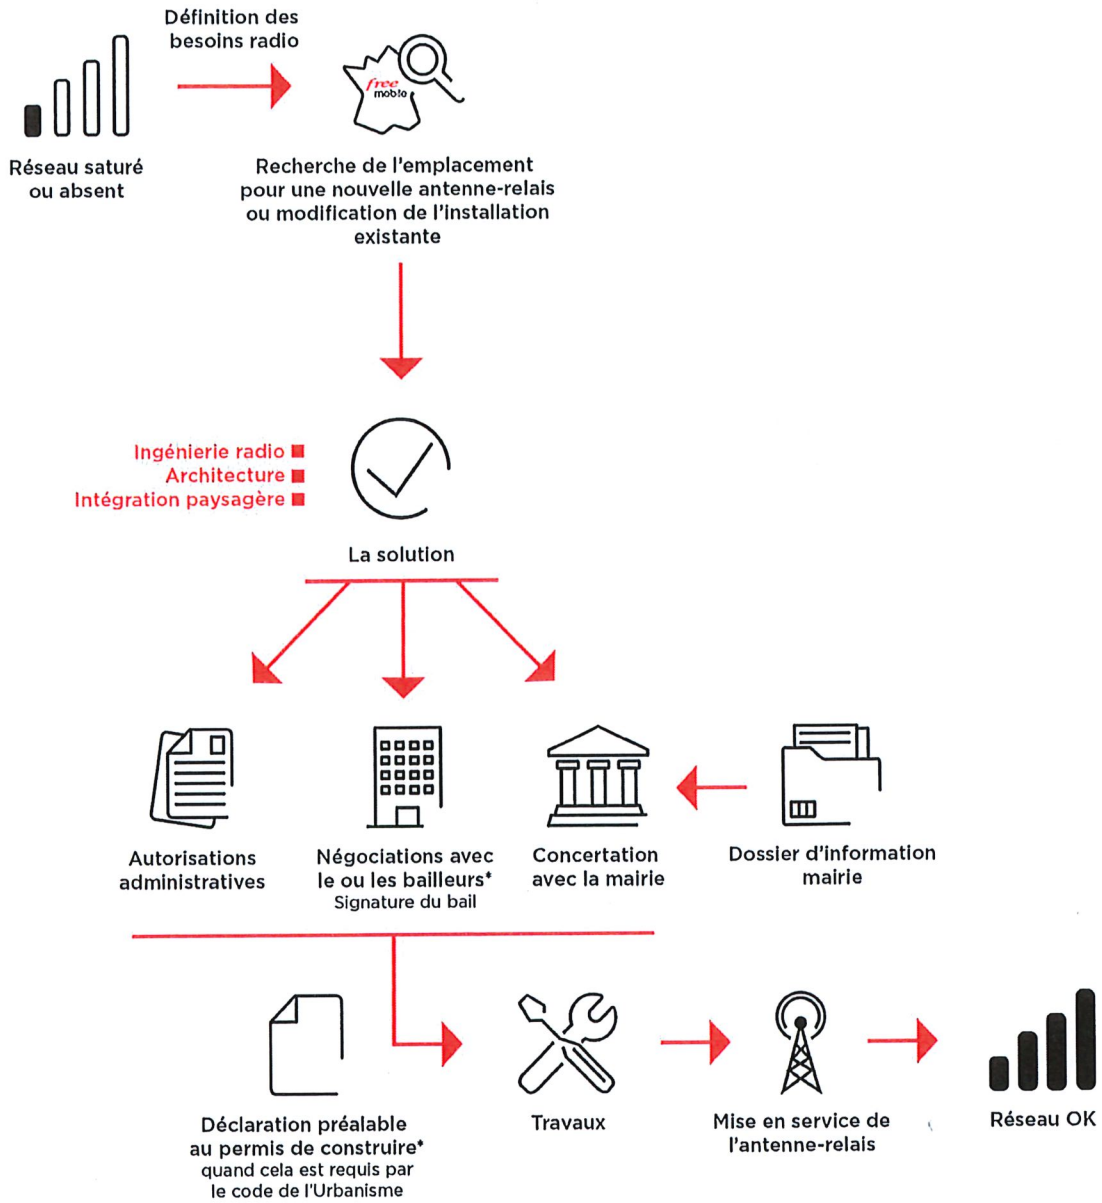 Définition des
besoins radio
free
mobile
Réseau saturé
ou absent
Recherche de l'emplacement
pour une nouvelle antenne-relais
ou modification de l'installation
existante
Ingénierie radio
Architecture
Intégration paysagère
La solution
Autorisations
administratives
Négociations avec
le ou les bailleurs*
Signature du bail
Concertation
avec la mairie
Dossier d'information
mairie
Déclaration préalable
au permis de construire*
quand cela est requis par
le code de l'Urbanisme
Travaux
Mise en service de
l'antenne-relais
Réseau OK